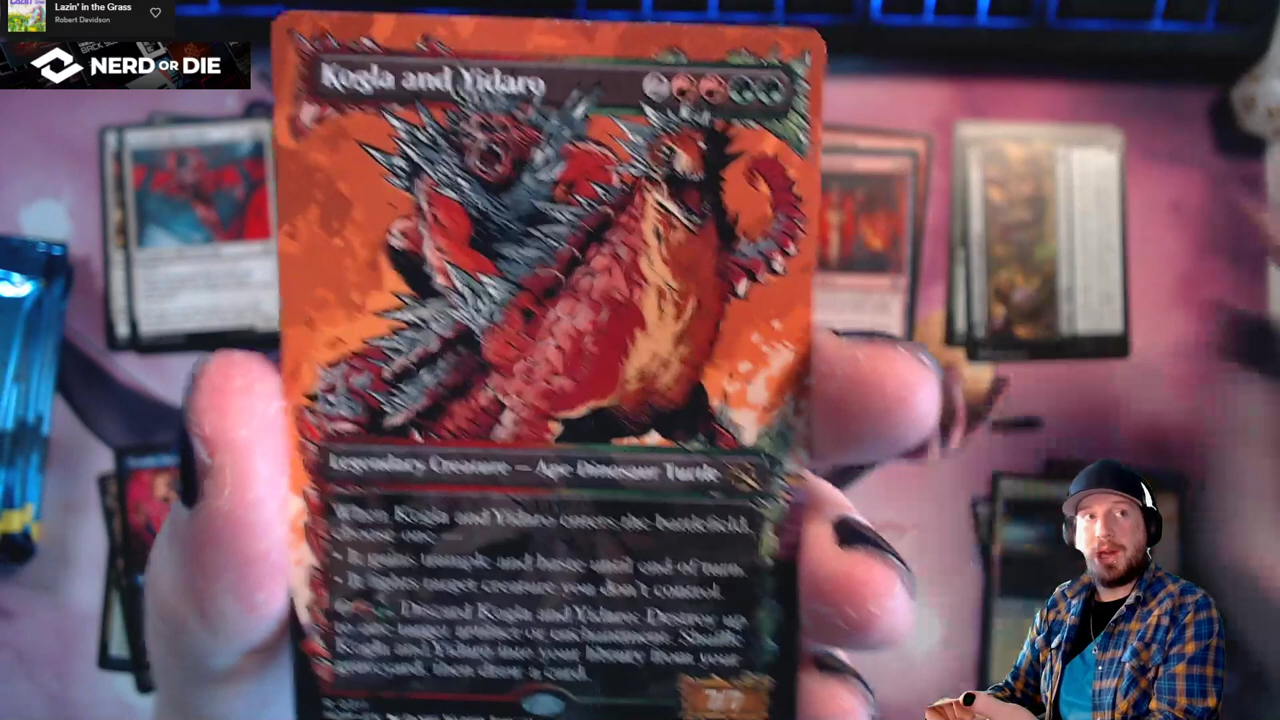 Lazin' in the Grass
Robert Davidson
NERD OR DIE
Kogla and Yidaro
Legendary Creature — Ape Dinosaur Turtle
When Kogla and Yidaro enters the battlefield,
choose one —
• It gains trample and haste until end of turn.
• It fights target creature you don't control.
Discard Kogla and Yidaro: Destroy up
to one target artifact or enchantment. Shuffle
Kogla and Yidaro into your library from your
graveyard, then draw a card.
7/7